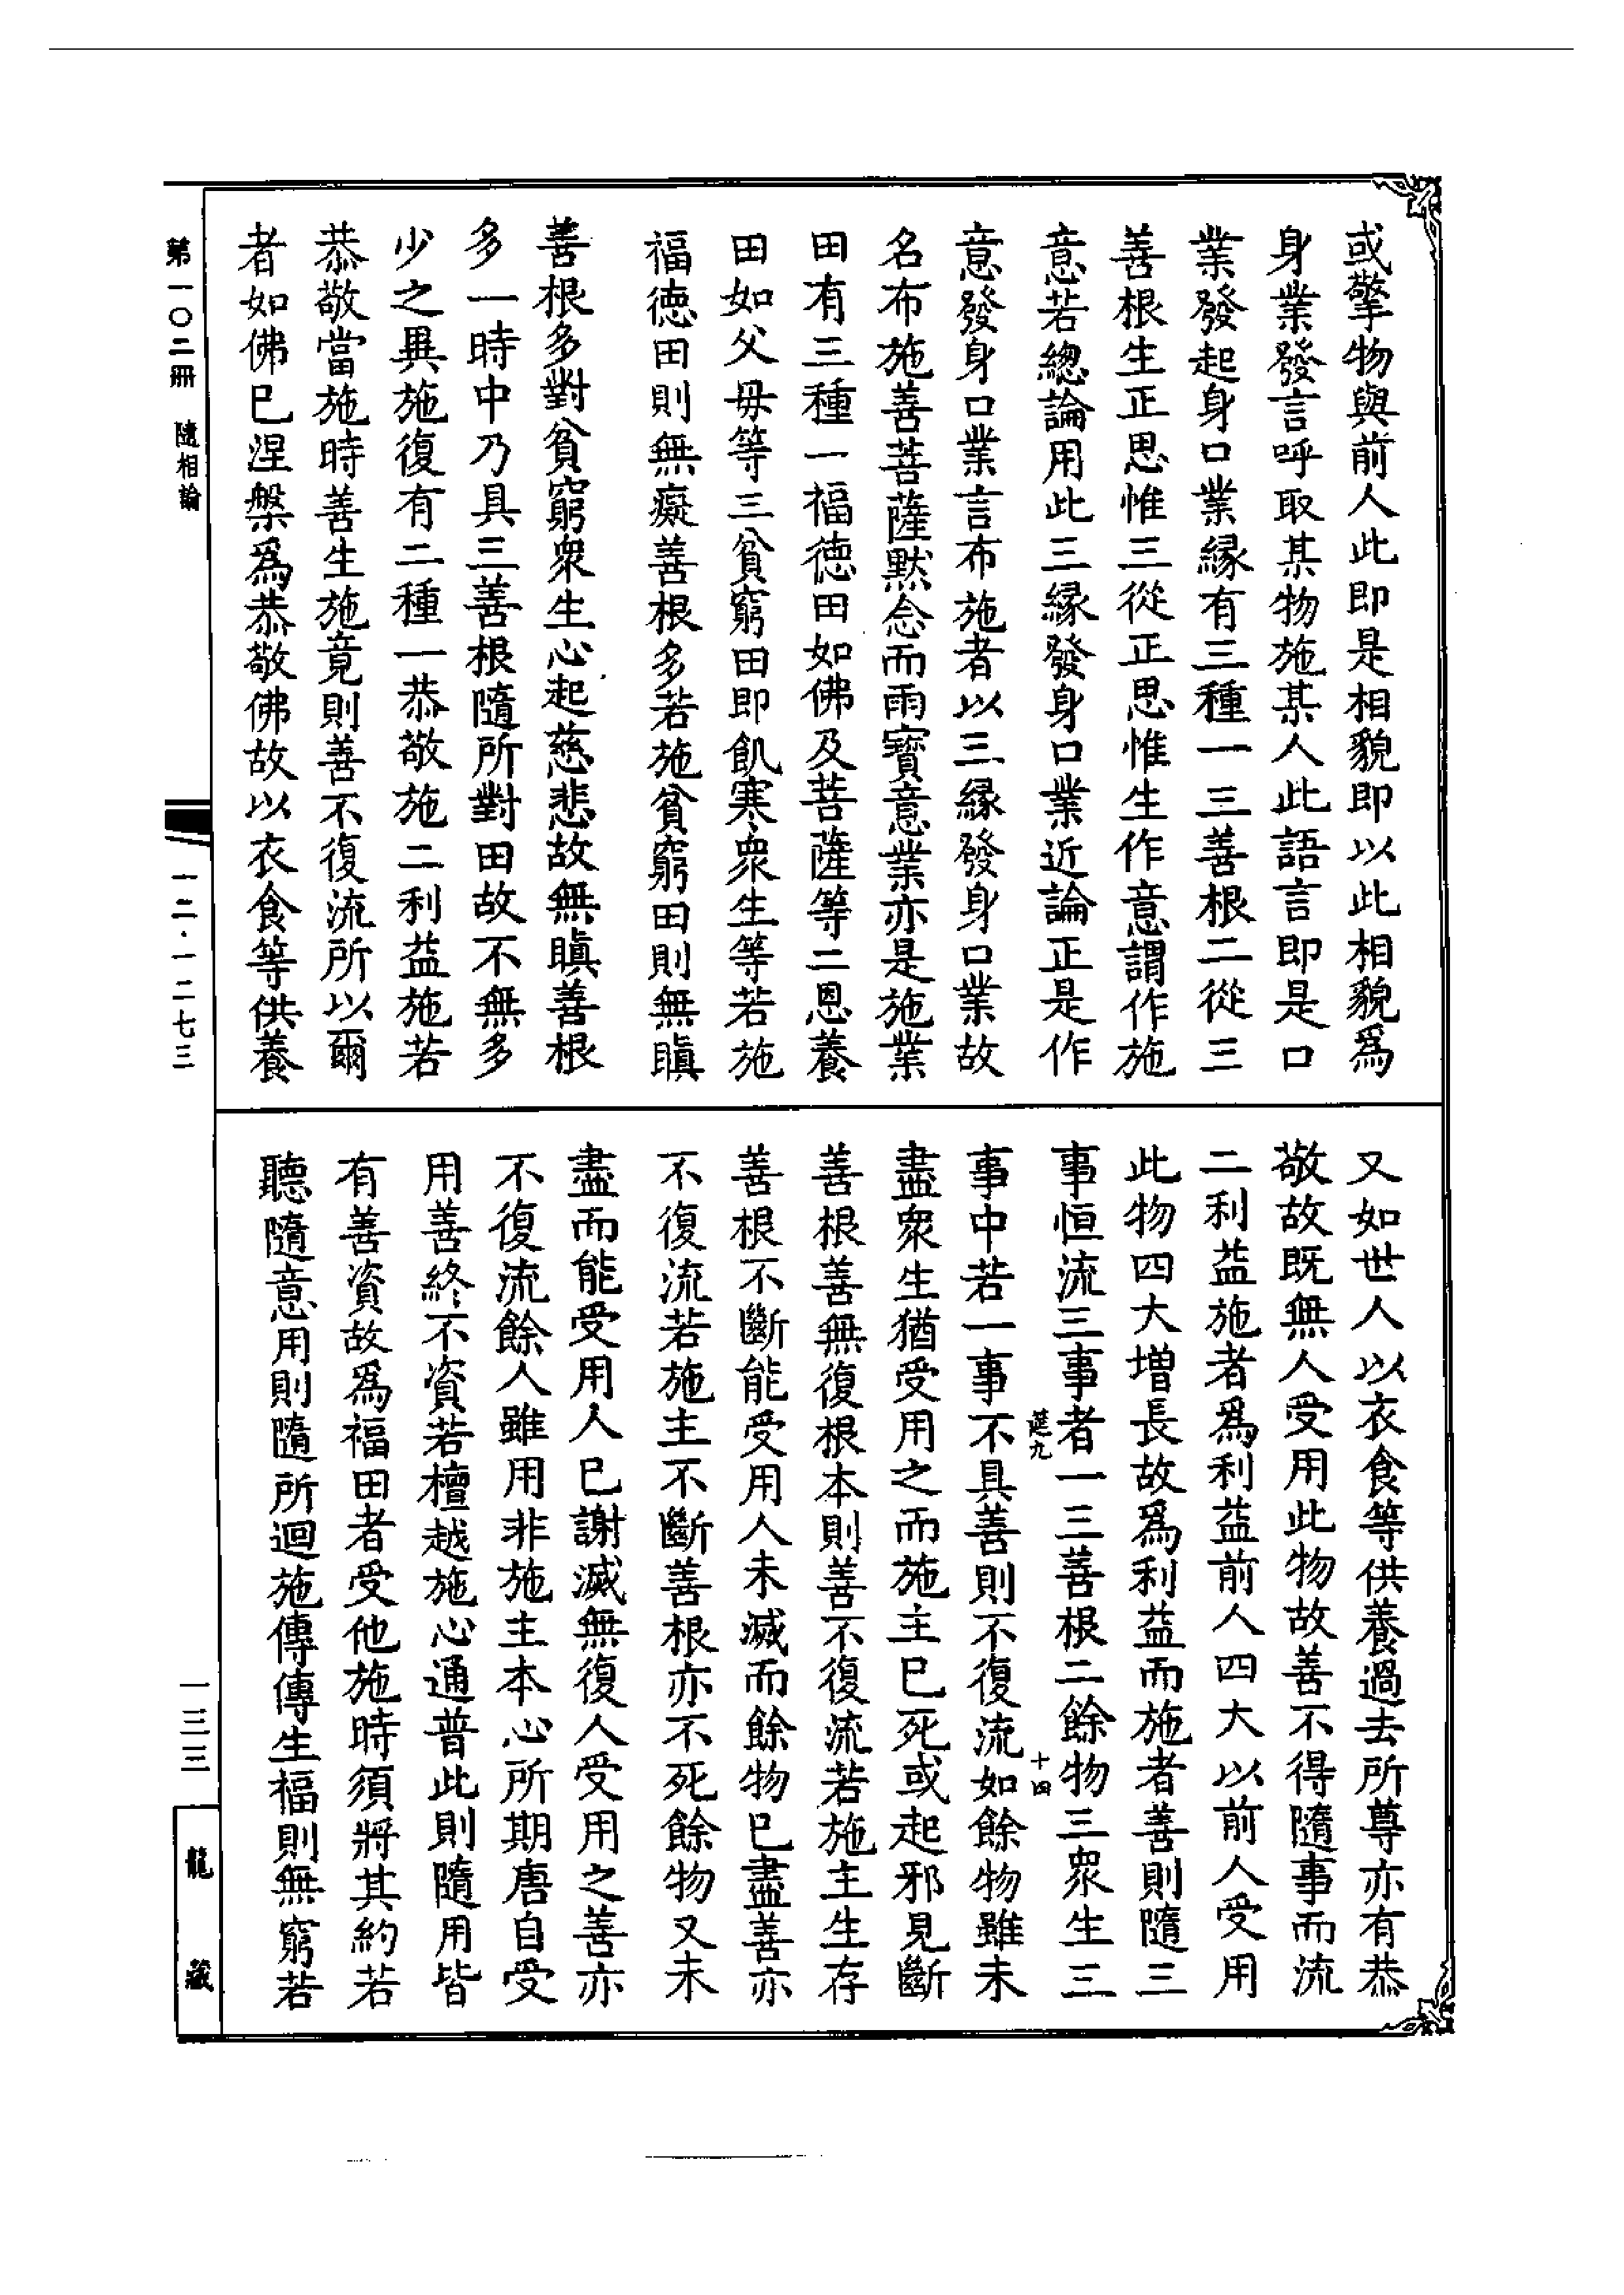 或擎物與前人此即是相貌即以此相貌爲
身業發言呼取某物施某人此語言即是口
業發起身口業緣有三種一三善根二從三
善根生正思惟三從正思惟生作意謂作施
意若總論用此三緣發身口業近論正是作
意發身口業言布施者以三緣發身口業故
名布施善菩薩默念而雨寶意業亦是施業
田有三種一福德田如佛及菩薩等二恩養
田如父母等三貧窮田即飢寒衆生等若施
福德田則無癡善根多若施貧窮田則無瞋
善根多對貧窮衆生心起慈悲故無瞋善根
多一時中乃具三善根隨所對田故不無多
少之異施復有二種一恭敬施二利益施若
恭敬當施時善生施竟則善不復流所以爾
者如佛已涅槃爲恭敬佛故以衣食等供養
又如世人以衣食等供養過去所尊亦有恭
敬故既無人受用此物故善不得隨事而流
二利益施者爲利益前人四大以前人受用
此物四大增長故爲利益而施者善則隨三
事恒流三事者一三善根二餘物三衆生三
筵九
十四
事中若一事不具善則不復流如餘物雖未
盡衆生猶受用之而施主已死或起邪見斷
善根善無復根本則善不復流若施主生存
善根不斷能受用人未滅而餘物已盡善亦
不復流若施主不斷善根亦不死餘物又未
盡而能受用人已謝滅無復人受用之善亦
不復流餘人雖用非施主本心所期唐自受
用善終不資若檀越施心通普此則隨用皆
有善資故爲福田者受他施時須將其約若
聽隨意用則隨所迴施傳傳生福則無窮若
第一〇二冊　隨相論
一二·一二七三
一三三
龍藏